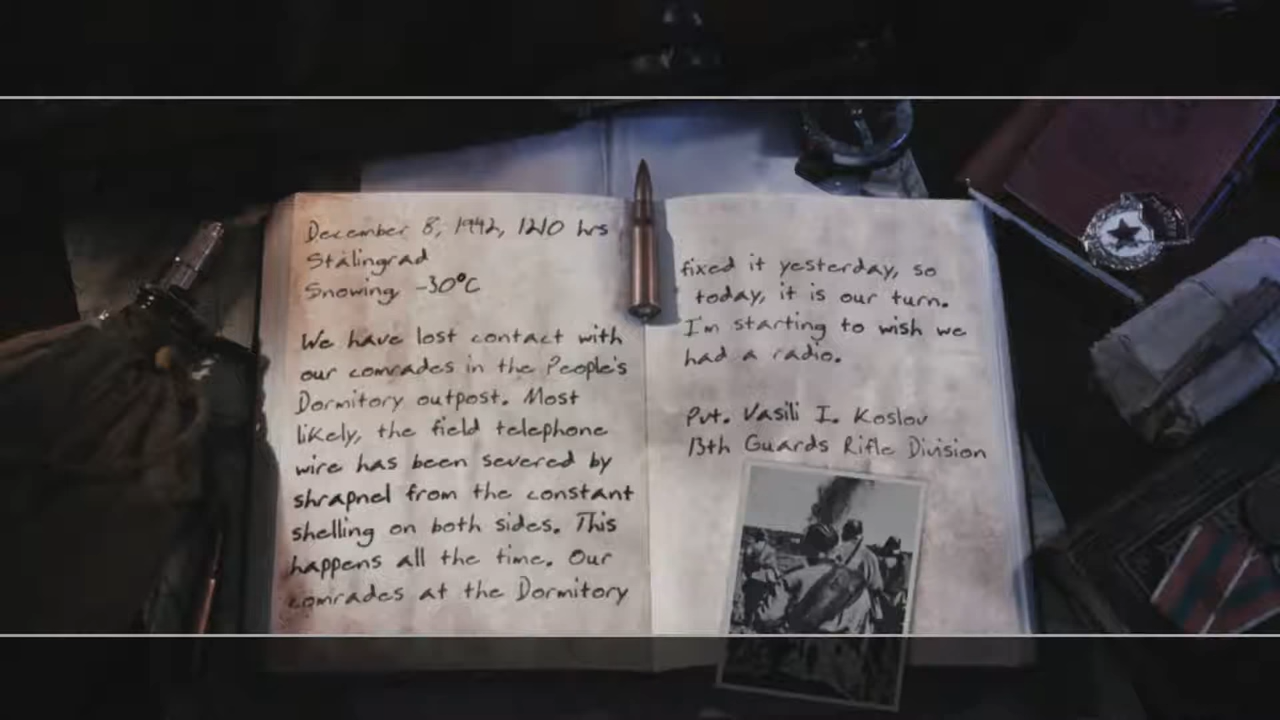 December 8, 1942, 1210 hrs
Stalingrad
Snowing -30°C
We have lost contact with
our comrades in the People's
Dormitory outpost. Most
likely, the field telephone
wire has been severed by
shrapnel from the constant
shelling on both sides. This
happens all the time. Our
comrades at the Dormitory
fixed it yesterday, so
today, it is our turn.
I'm starting to wish we
had a radio.
Pvt. Vasili I. Koslov
13th Guards Rifle Division